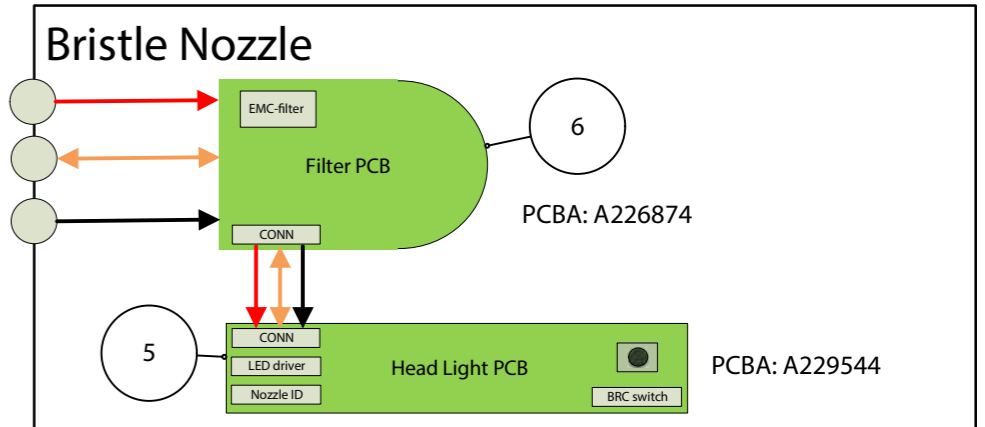 Bristle Nozzle
EMC-filter
6
Filter PCB
PCBA: A226874
CONN
5
CONN
LED driver
Head Light PCB
PCBA: A229544
Nozzle ID
BRC switch